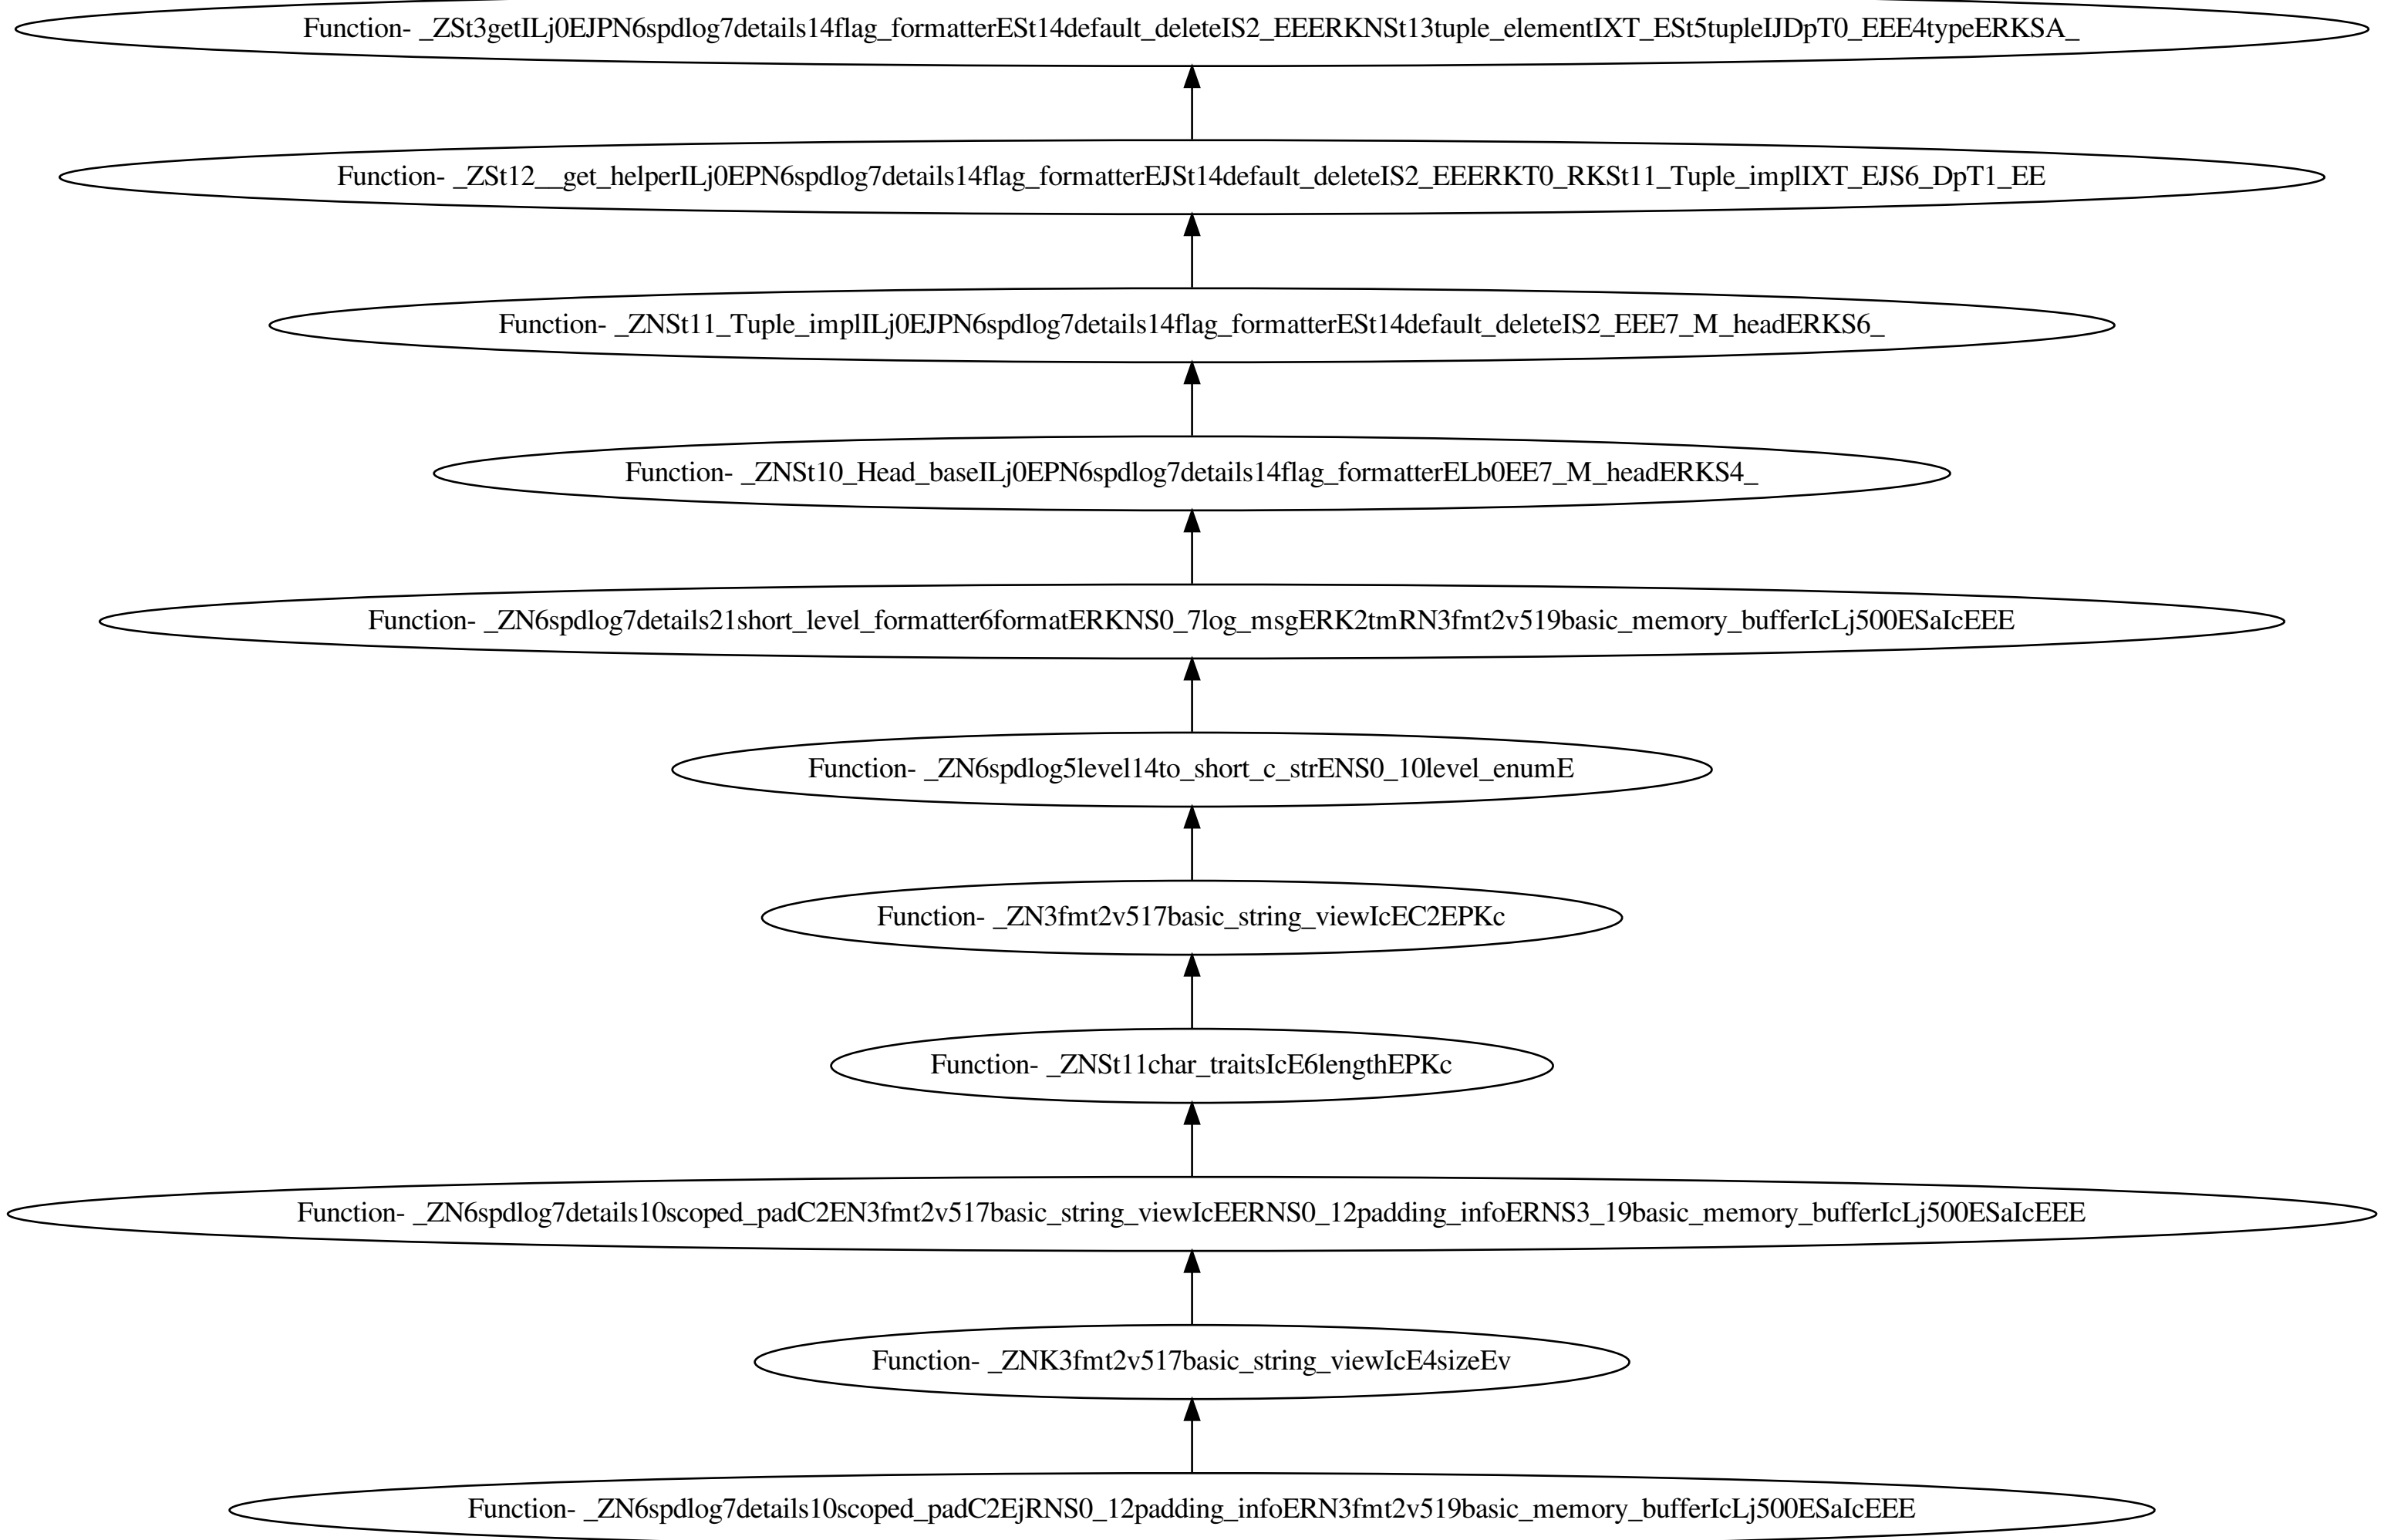 Function- _ZSt3getILj0EJPN6spdlog7details14flag_formatterESt14default_deleteIS2_EEERKNSt13tuple_elementIXT_ESt5tupleIJDpT0_EEE4typeERKSA_
Function- _ZSt12__get_helperILj0EPN6spdlog7details14flag_formatterEJSt14default_deleteIS2_EEERKT0_RKSt11_Tuple_implIXT_EJS6_DpT1_EE
Function- _ZNSt11_Tuple_implILj0EJPN6spdlog7details14flag_formatterESt14default_deleteIS2_EEE7_M_headERKS6_
Function- _ZNSt10_Head_baseILj0EPN6spdlog7details14flag_formatterELb0EE7_M_headERKS4_
Function- _ZN6spdlog7details21short_level_formatter6formatERKNS0_7log_msgERK2tmRN3fmt2v519basic_memory_bufferIcLj500ESaIcEEE
Function- _ZN6spdlog5level14to_short_c_strENS0_10level_enumE
Function- _ZN3fmt2v517basic_string_viewIcEC2EPKc
Function- _ZNSt11char_traitsIcE6lengthEPKc
Function- _ZN6spdlog7details10scoped_padC2EN3fmt2v517basic_string_viewIcEERNS0_12padding_infoERNS3_19basic_memory_bufferIcLj500ESaIcEEE
Function- _ZNK3fmt2v517basic_string_viewIcE4sizeEv
Function- _ZN6spdlog7details10scoped_padC2EjRNS0_12padding_infoERN3fmt2v519basic_memory_bufferIcLj500ESaIcEEE